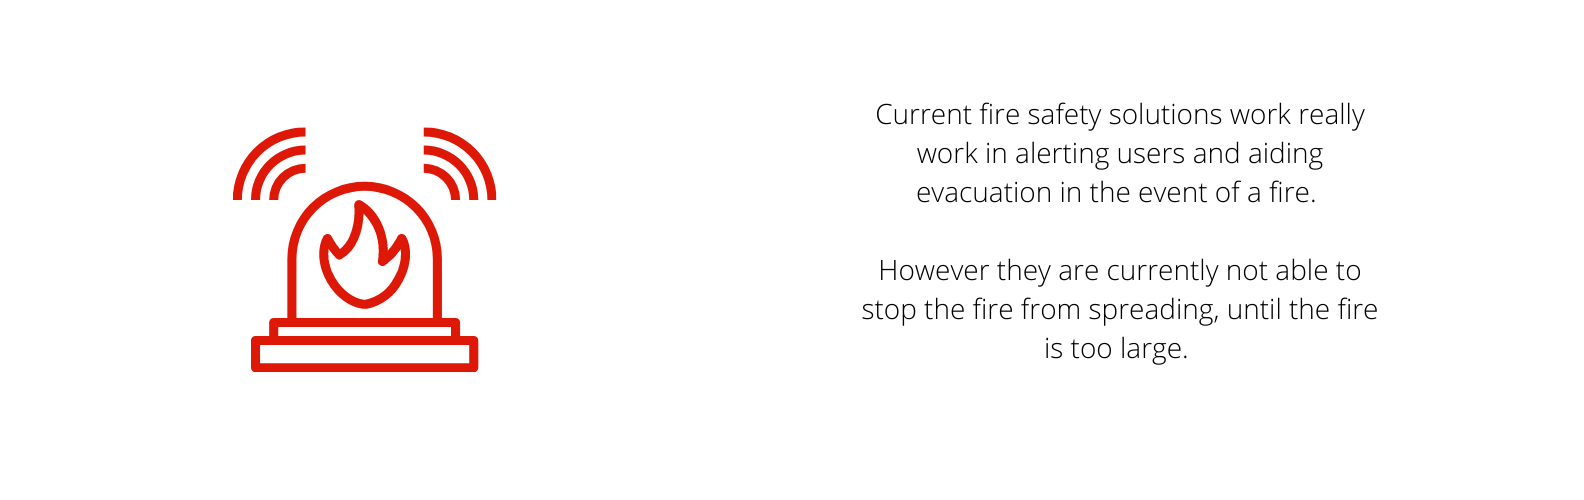 Current fire safety solutions work really
work in alerting users and aiding
evacuation in the event of a fire.
However they are currently not able to
stop the fire from spreading, until the fire
is too large.